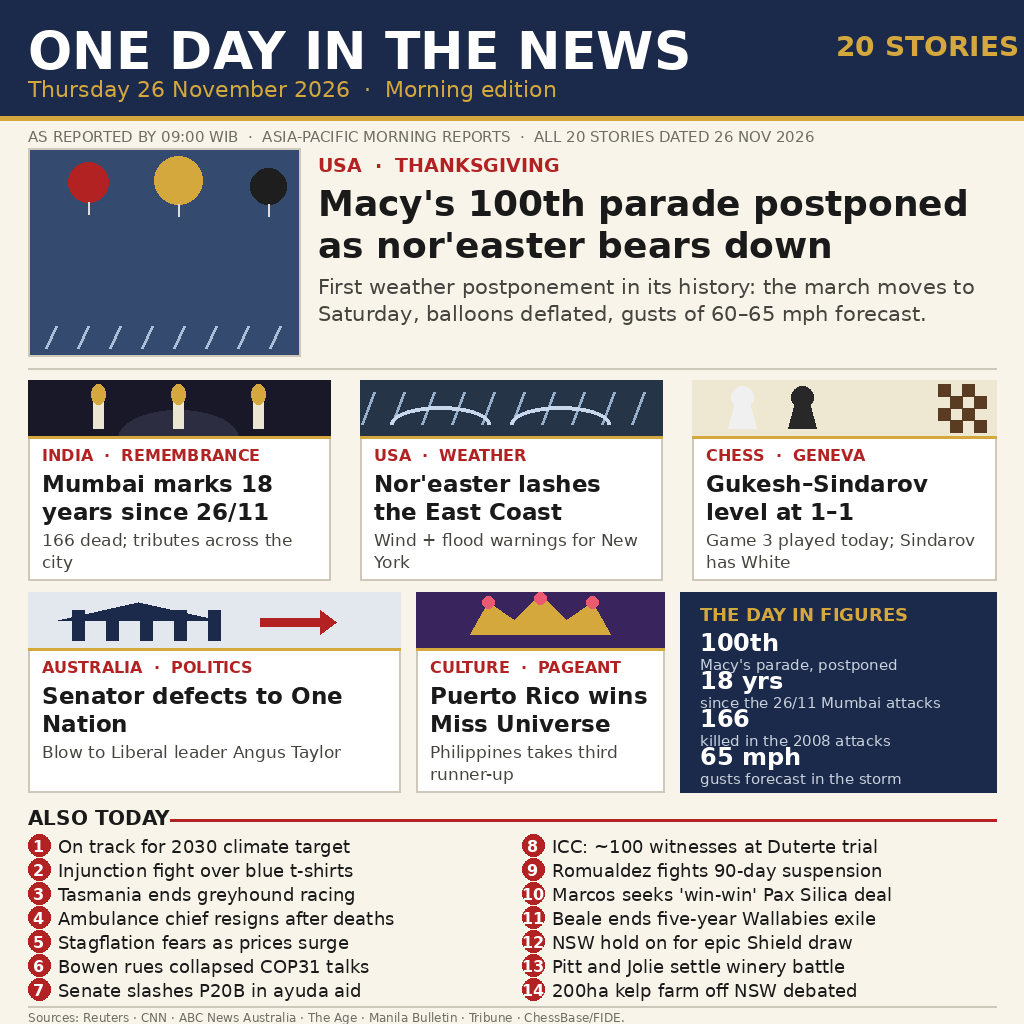 ONE DAY IN THE NEWS
20 STORIES
Thursday 26 November 2026 · Morning edition
AS REPORTED BY 09:00 WIB · ASIA-PACIFIC MORNING REPORTS · ALL 20 STORIES DATED 26 NOV 2026
USA · THANKSGIVING
Macy's 100th parade postponed
as nor'easter bears down
First weather postponement in its history: the march moves to
Saturday, balloons deflated, gusts of 60–65 mph forecast.
INDIA · REMEMBRANCE
Mumbai marks 18
years since 26/11
166 dead; tributes across the
city
USA · WEATHER
Nor'easter lashes
the East Coast
Wind + flood warnings for New
York
CHESS · GENEVA
Gukesh–Sindarov
level at 1–1
Game 3 played today; Sindarov
has White
AUSTRALIA · POLITICS
Senator defects to One
Nation
Blow to Liberal leader Angus Taylor
CULTURE · PAGEANT
Puerto Rico wins
Miss Universe
Philippines takes third
runner-up
THE DAY IN FIGURES
100th
Macy's parade, postponed
18 yrs
since the 26/11 Mumbai attacks
166
killed in the 2008 attacks
65 mph
gusts forecast in the storm
ALSO TODAY
1 On track for 2030 climate target
2 Injunction fight over blue t-shirts
3 Tasmania ends greyhound racing
4 Ambulance chief resigns after deaths
5 Stagflation fears as prices surge
6 Bowen rues collapsed COP31 talks
7 Senate slashes P20B in ayuda aid
8 ICC: ~100 witnesses at Duterte trial
9 Romualdez fights 90-day suspension
10 Marcos seeks 'win-win' Pax Silica deal
11 Beale ends five-year Wallabies exile
12 NSW hold on for epic Shield draw
13 Pitt and Jolie settle winery battle
14 200ha kelp farm off NSW debated
Sources: Reuters · CNN · ABC News Australia · The Age · Manila Bulletin · Tribune · ChessBase/FIDE.